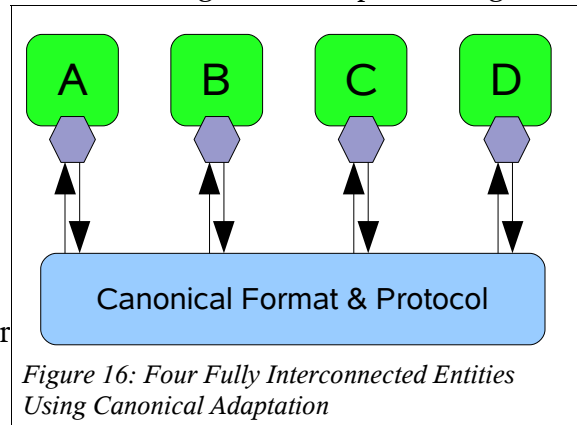 A B C D
Canonical Format & Protocol
r
Figure 16: Four Fully Interconnected Entities
Using Canonical Adaptation